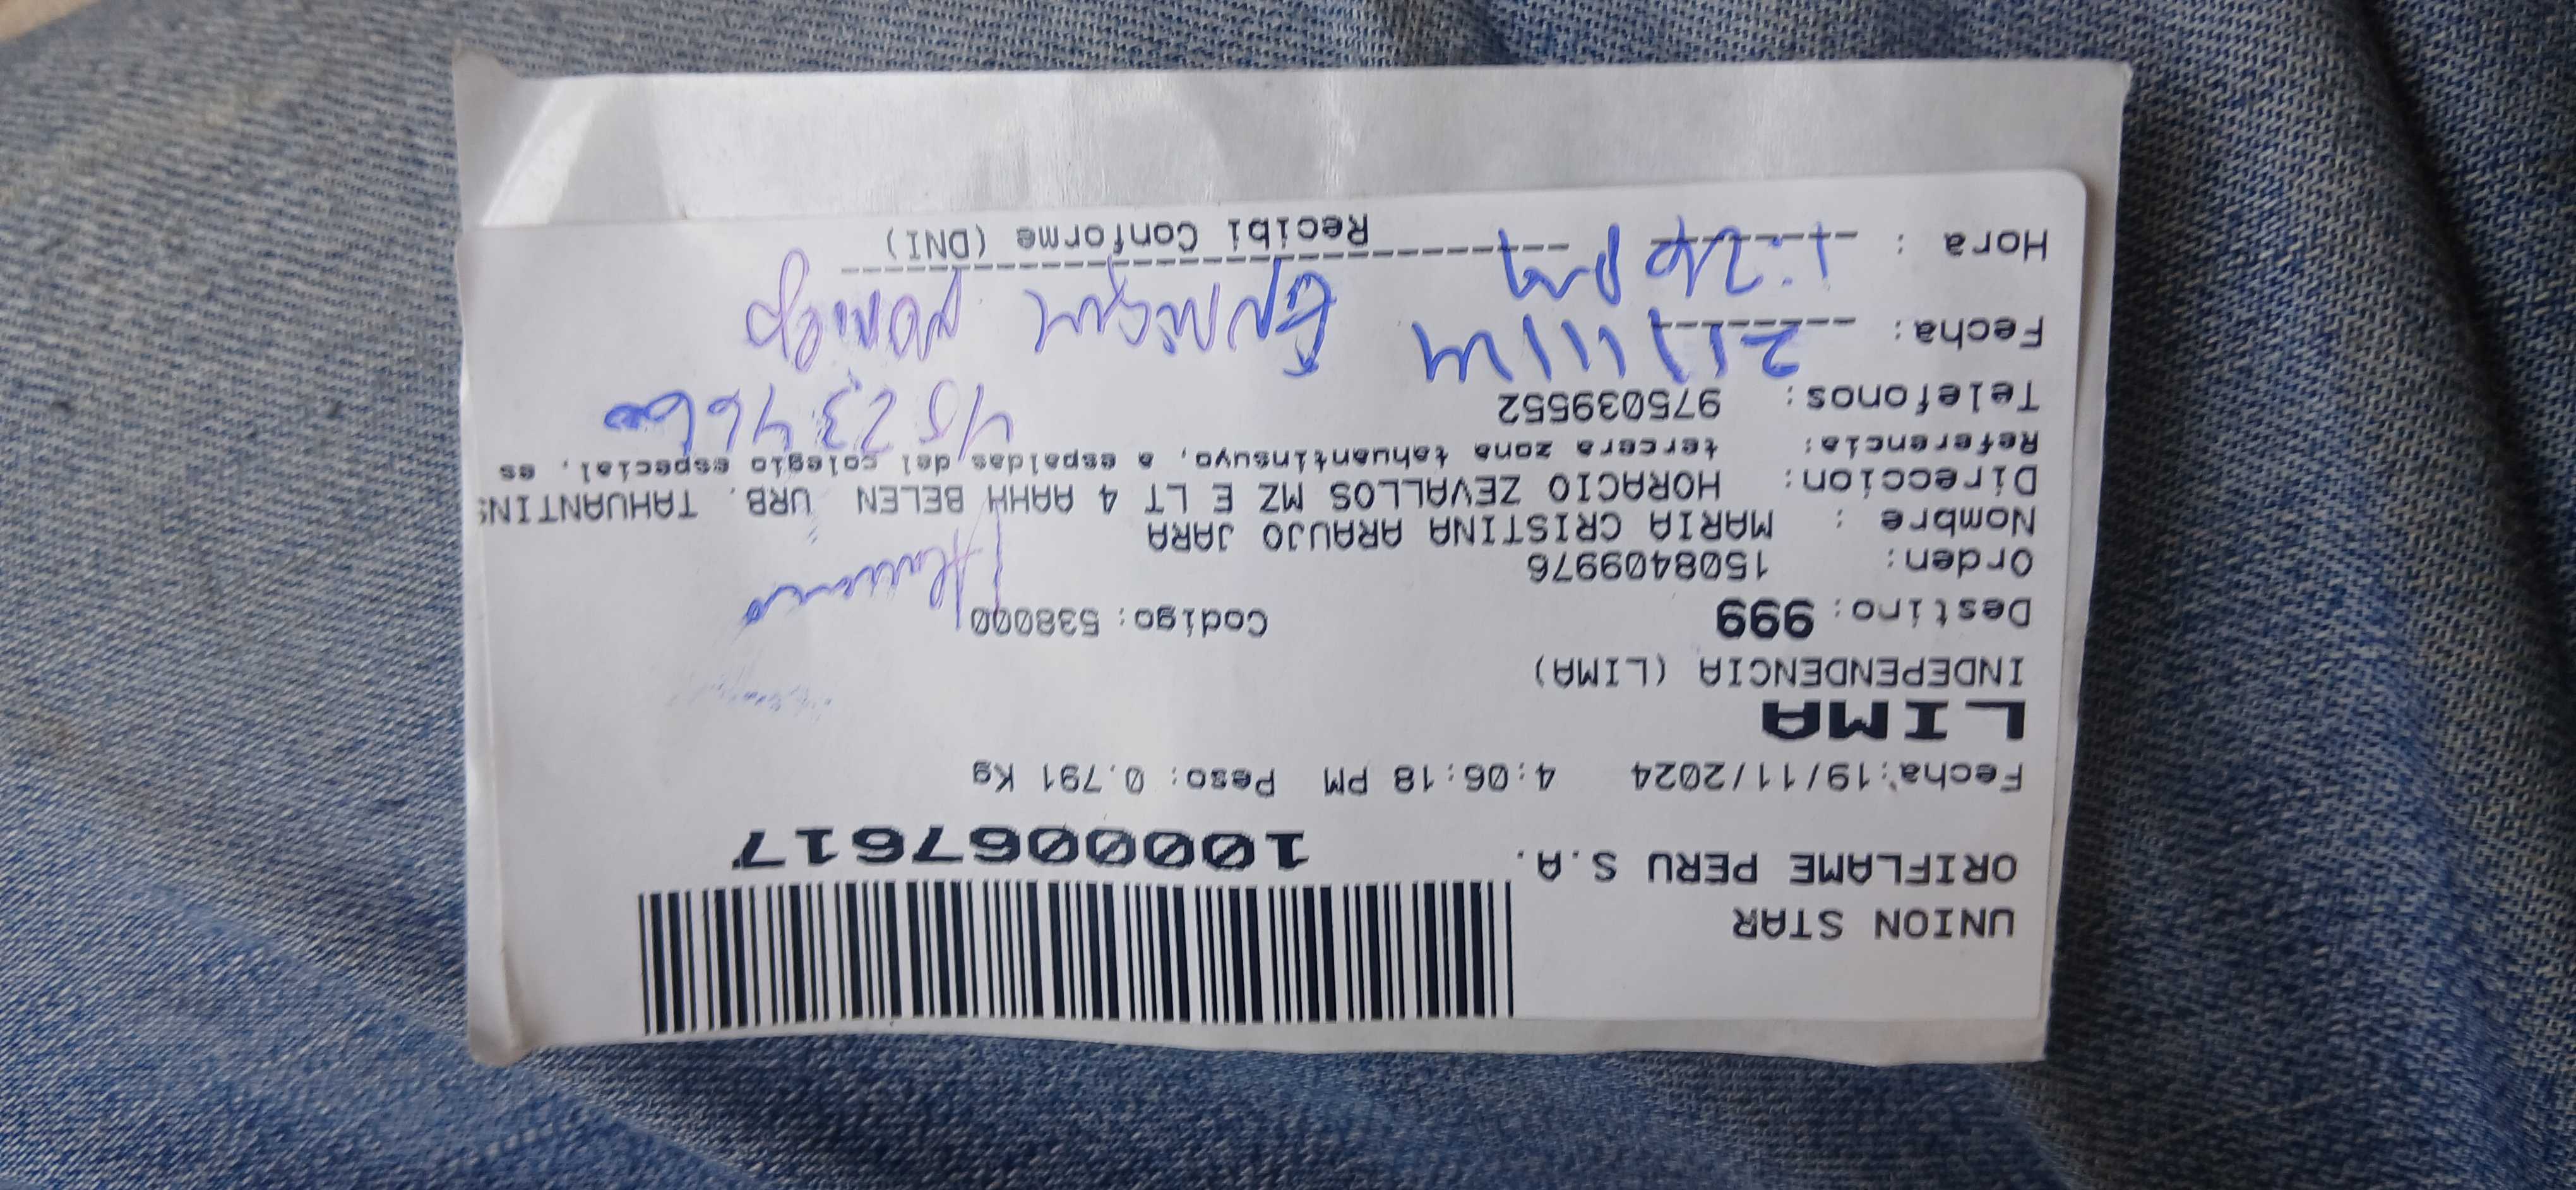 UNION STAR
ORIFLAME PERU S.A.
1000067617
Fecha:19/11/2024 4:06:18 PM Peso: 0.791 Kg
LIMA
INDEPENDENCIA (LIMA)
Destino: 999 Codigo: 538000
Orden: 1508409976
Nombre : MARIA CRISTINA ARAUJO JARA
Direccion: HORACIO ZEVALLOS MZ E LT 4 AAHH BELEN URB. TAHUANTINS
Referencia: tercera zona tahuantinsuyo, a espaldas del colegio especial, es
Telefonos: 975039552
45234660
Fecha: 21/11/24
Hora : 1:26 pm
Recibi Conforme (DNI)